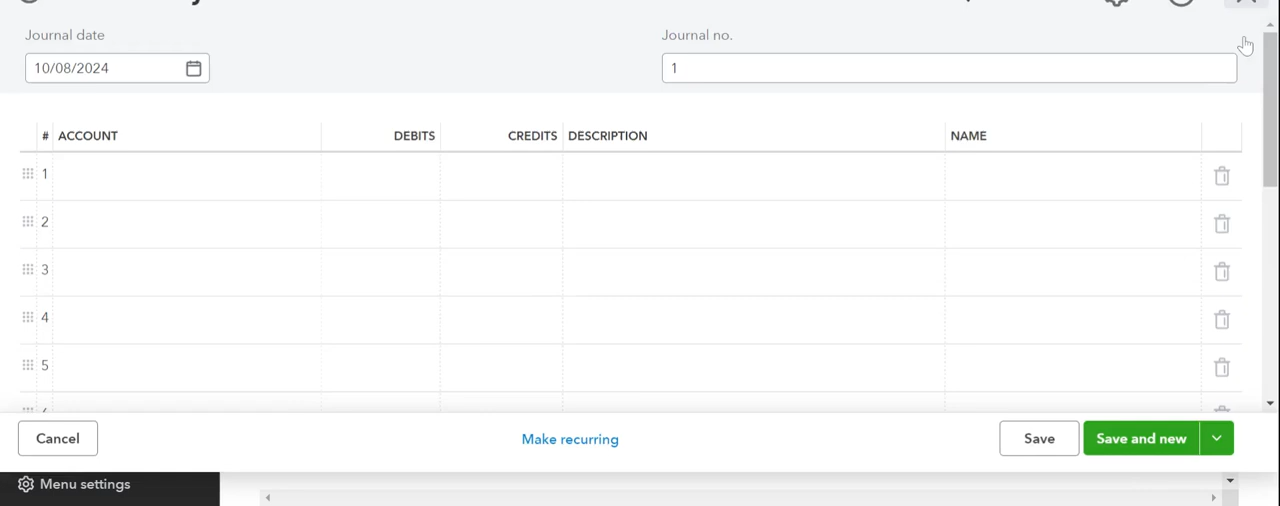 Journal date
Journal no.
10/08/2024
1
# ACCOUNT DEBITS CREDITS DESCRIPTION NAME
1
2
3
4
5
Cancel Make recurring Save Save and new
Menu settings